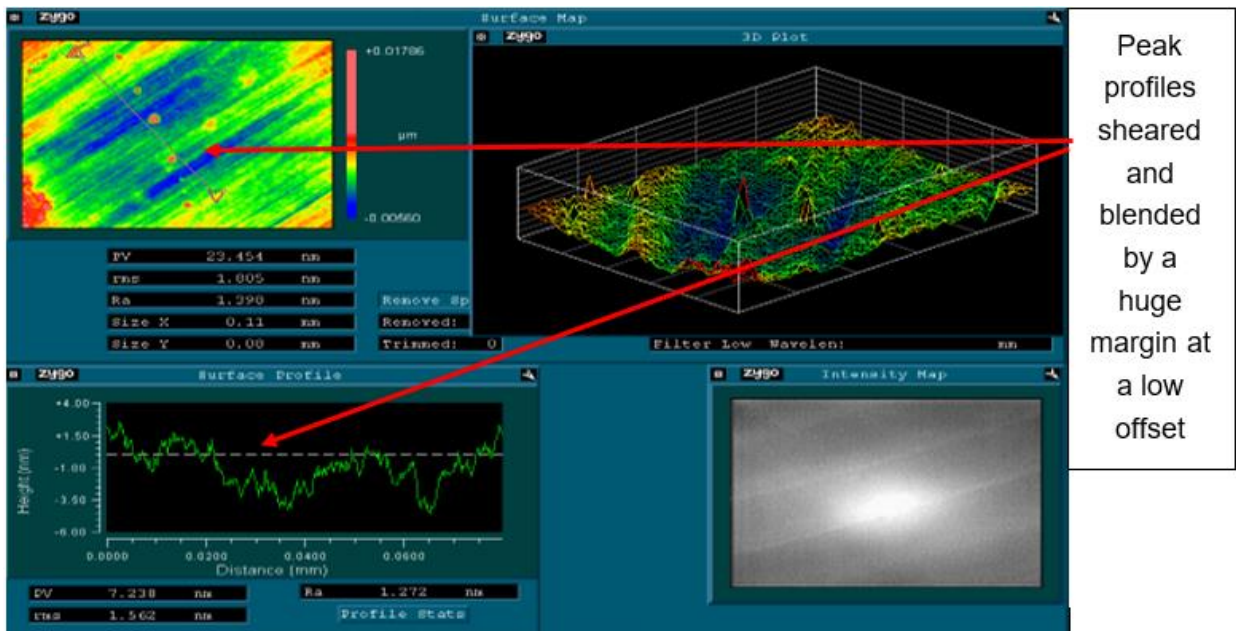 zygo Surface Map
+0.01786
µm
-0.00560
PV 23.454 nm
rms 1.805 nm
Ra 1.390 nm
Size X 0.11 mm
Size Y 0.08 mm
Remove Sp
Removed:
Trimmed: 0
zygo 3D Plot
Filter Low Wavelen: mm
zygo Surface Profile
Height (nm)
+4.00
+1.50
-1.00
-3.50
-6.00
0.0000 0.0200 0.0400 0.0600
Distance (mm)
PV 7.238 nm
rms 1.562 nm
Ra 1.272 nm
Profile Stats
zygo Intensity Map
Peak
profiles
sheared
and
blended
by a
huge
margin at
a low
offset